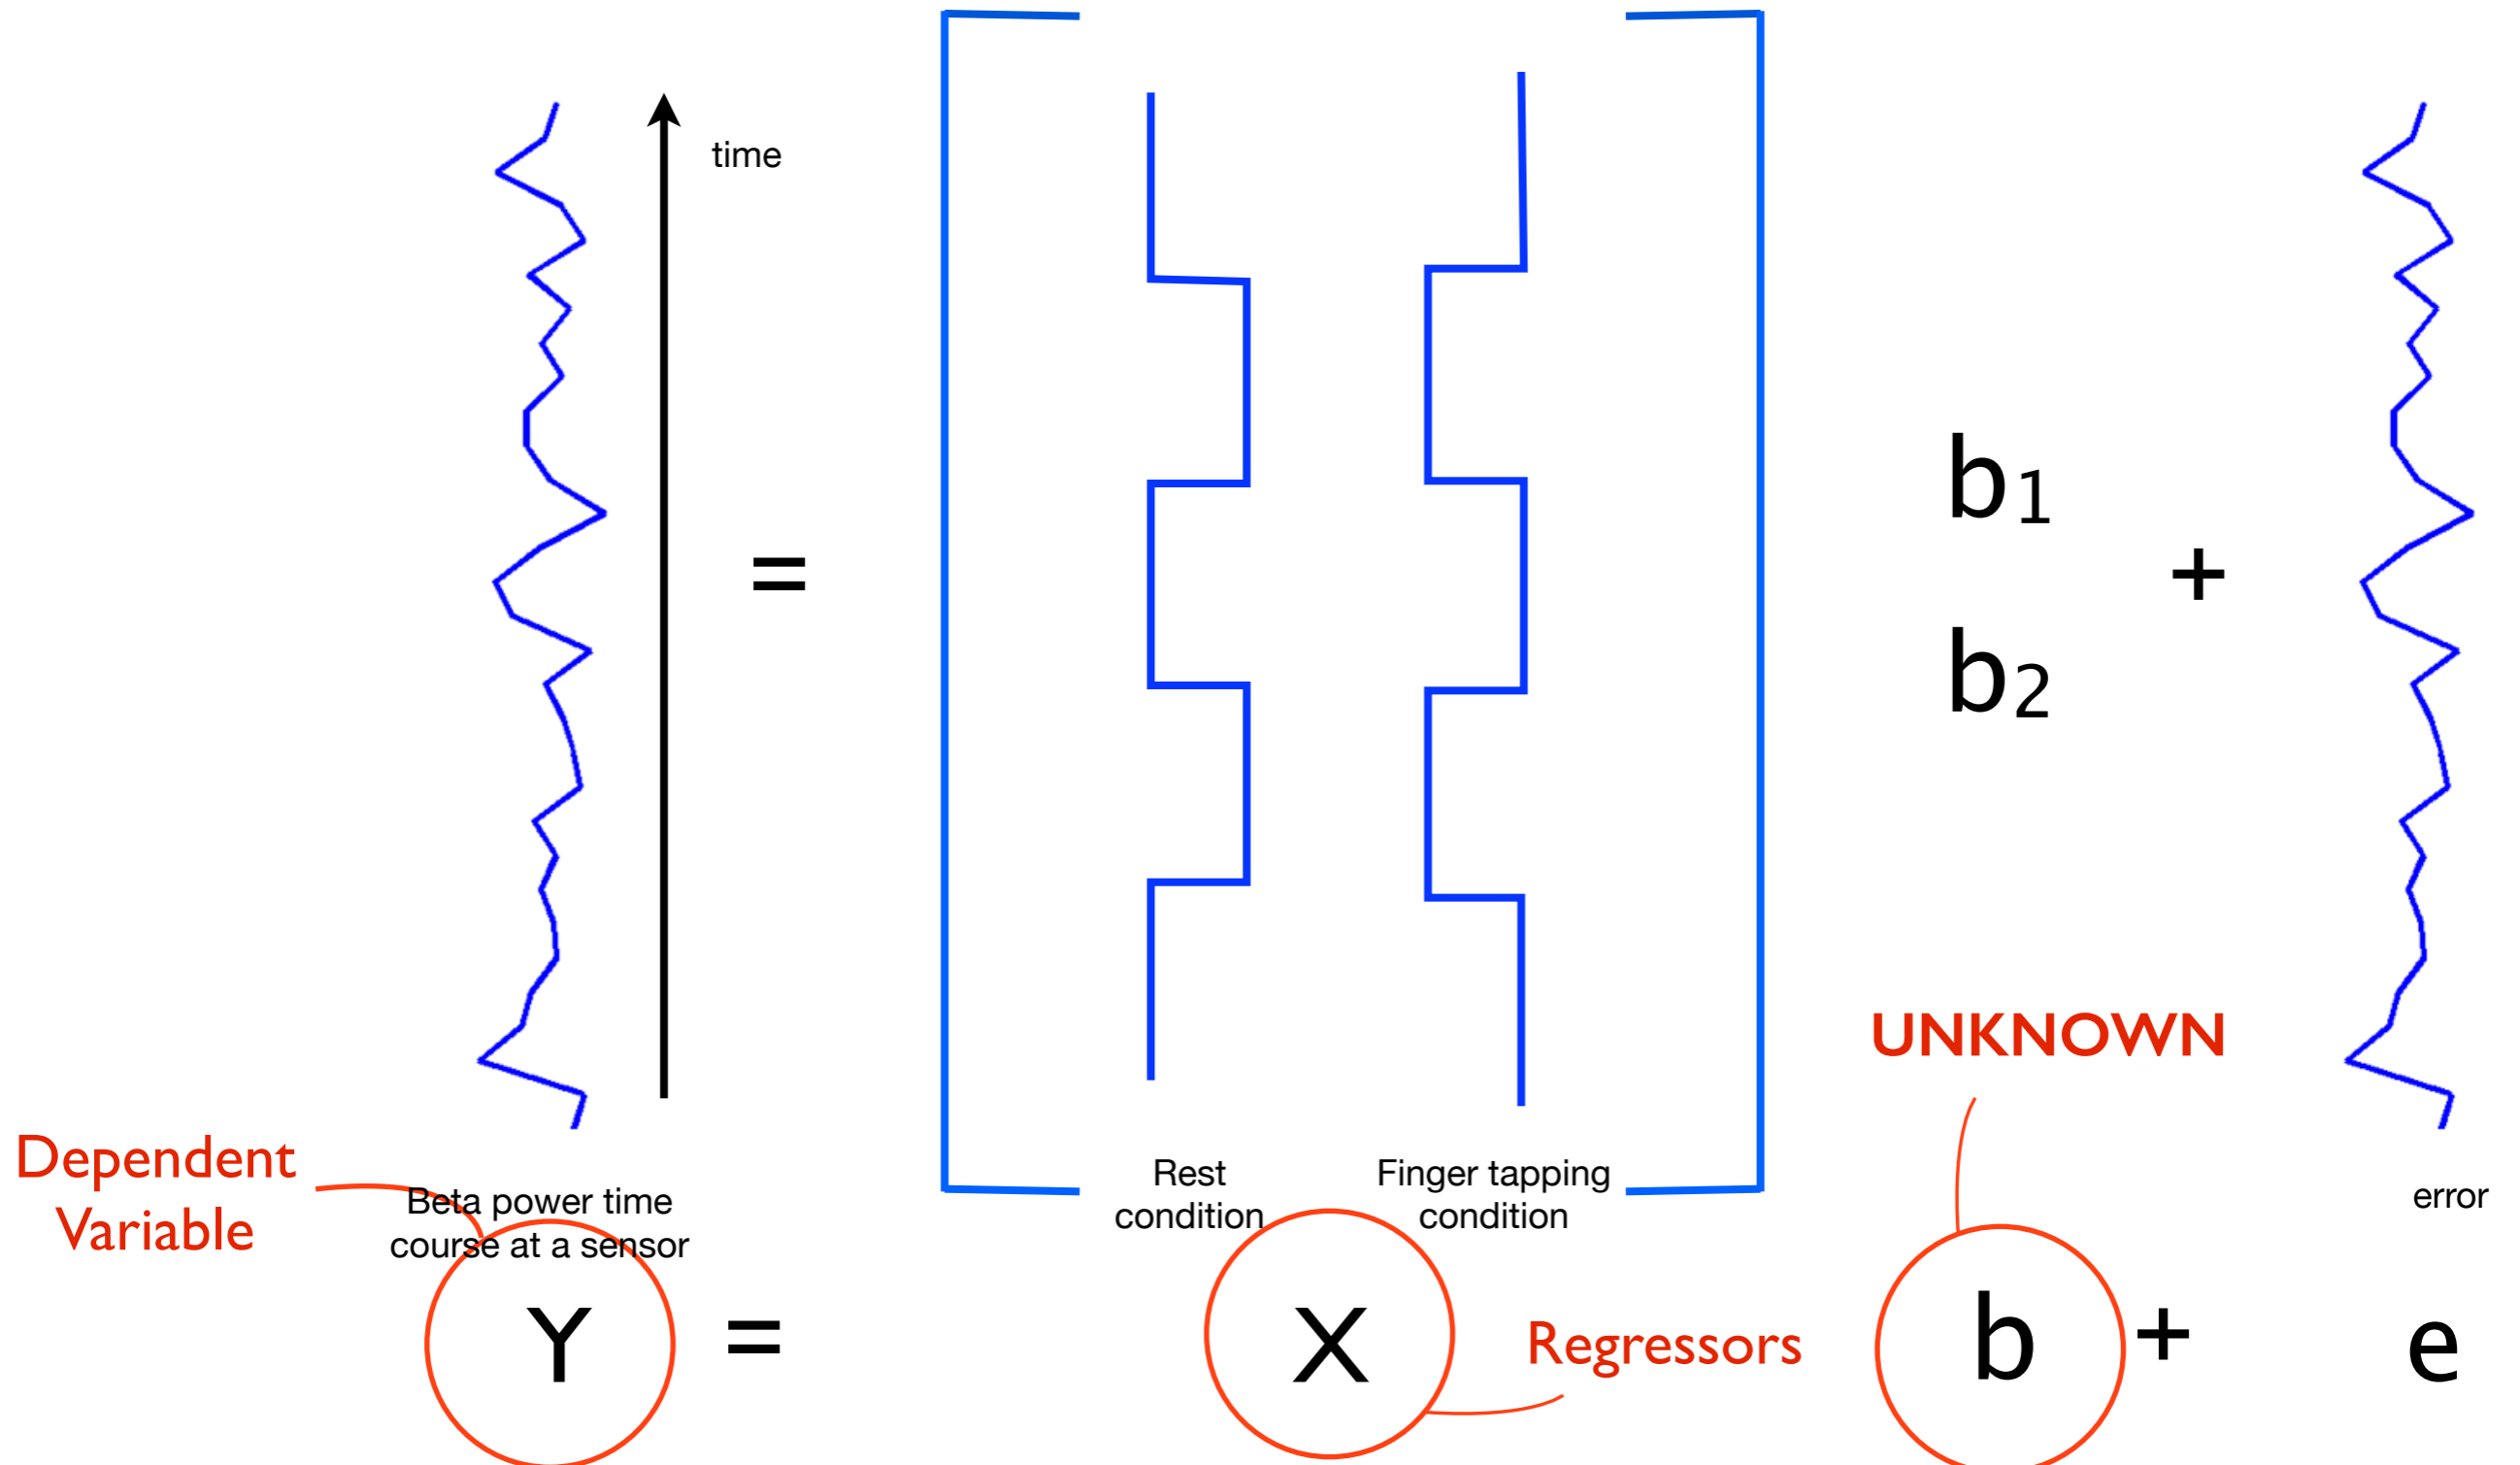 time
=
b1
+
b2
UNKNOWN
Dependent
Variable
Beta power time
course at a sensor
Rest
condition
Finger tapping
condition
error
Y
=
X
Regressors
b
+
e